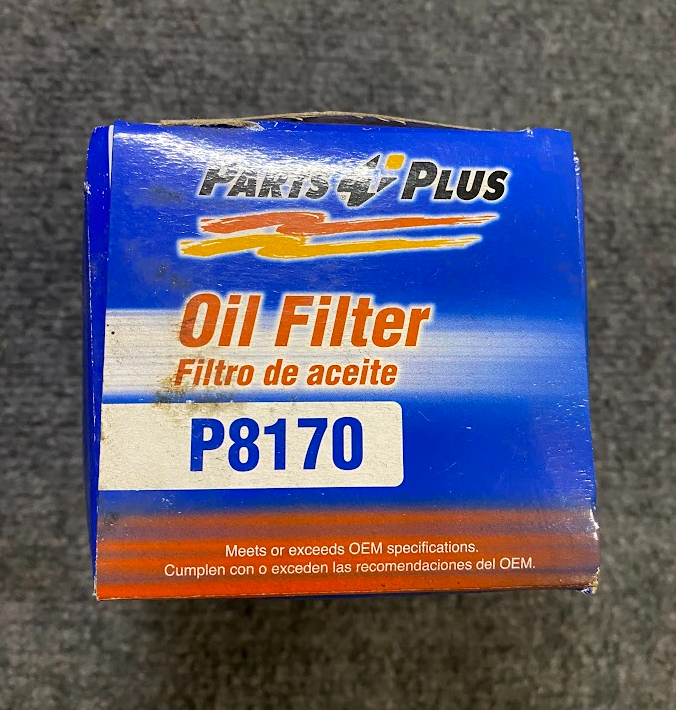 PARTS PLUS
Oil Filter
Filtro de aceite
P8170
Meets or exceeds OEM specifications.
Cumplen con o exceden las recomendaciones del OEM.